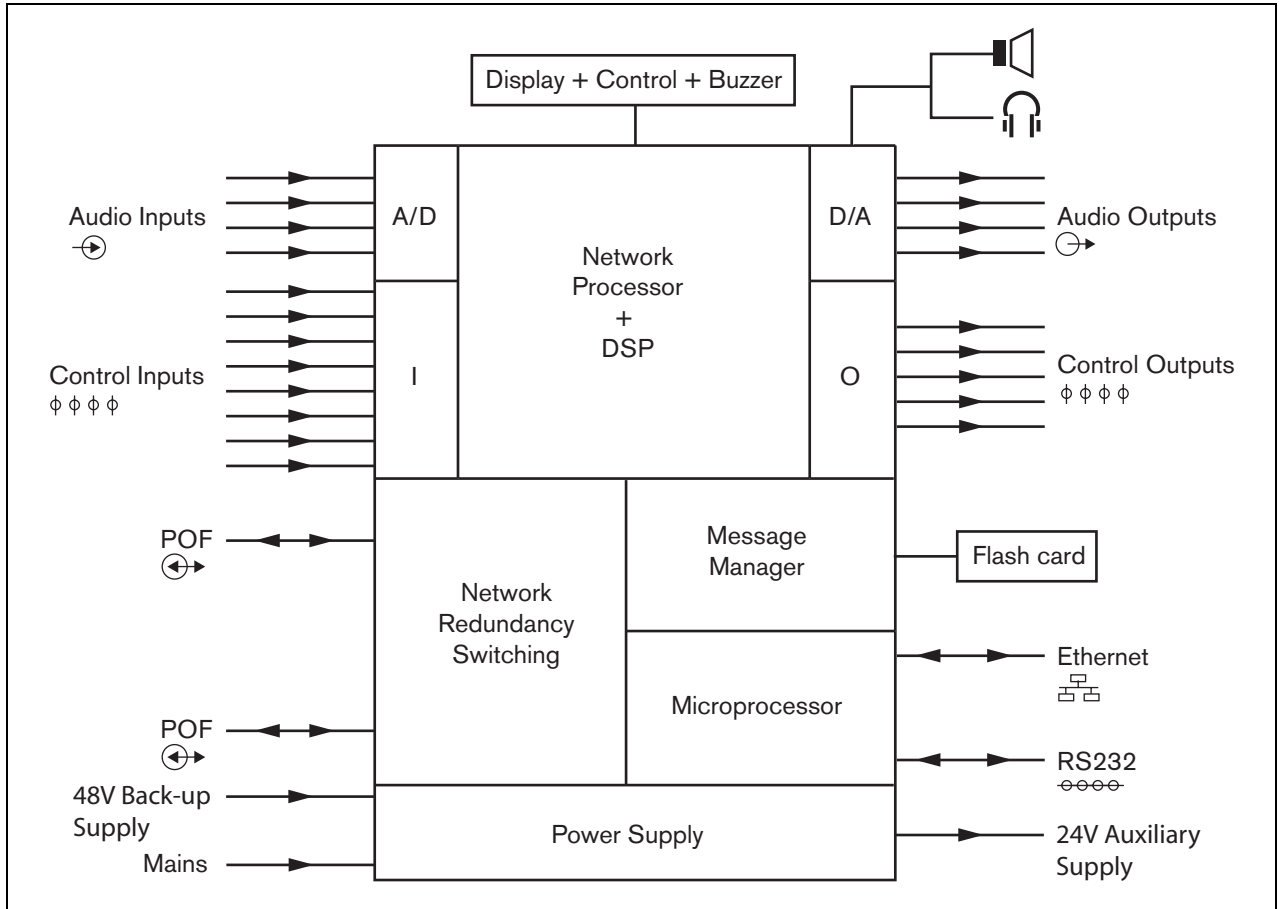 Display + Control + Buzzer
Audio Inputs
A/D
Network
Processor
+
DSP
D/A
Audio Outputs
Control Inputs
I
O
Control Outputs
POF
Network
Redundancy
Switching
Message
Manager
Flash card
Ethernet
Microprocessor
POF
RS232
48V Back-up
Supply
Power Supply
24V Auxiliary
Supply
Mains